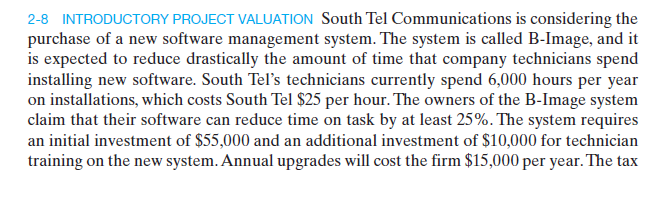 2-8 INTRODUCTORY PROJECT VALUATION South Tel Communications is considering the
purchase of a new software management system. The system is called B-Image, and it
is expected to reduce drastically the amount of time that company technicians spend
installing new software. South Tel's technicians currently spend 6,000 hours per year
on installations, which costs South Tel $25 per hour. The owners of the B-Image system
claim that their software can reduce time on task by at least 25%. The system requires
an initial investment of $55,000 and an additional investment of $10,000 for technician
training on the new system. Annual upgrades will cost the firm $15,000 per year. The tax